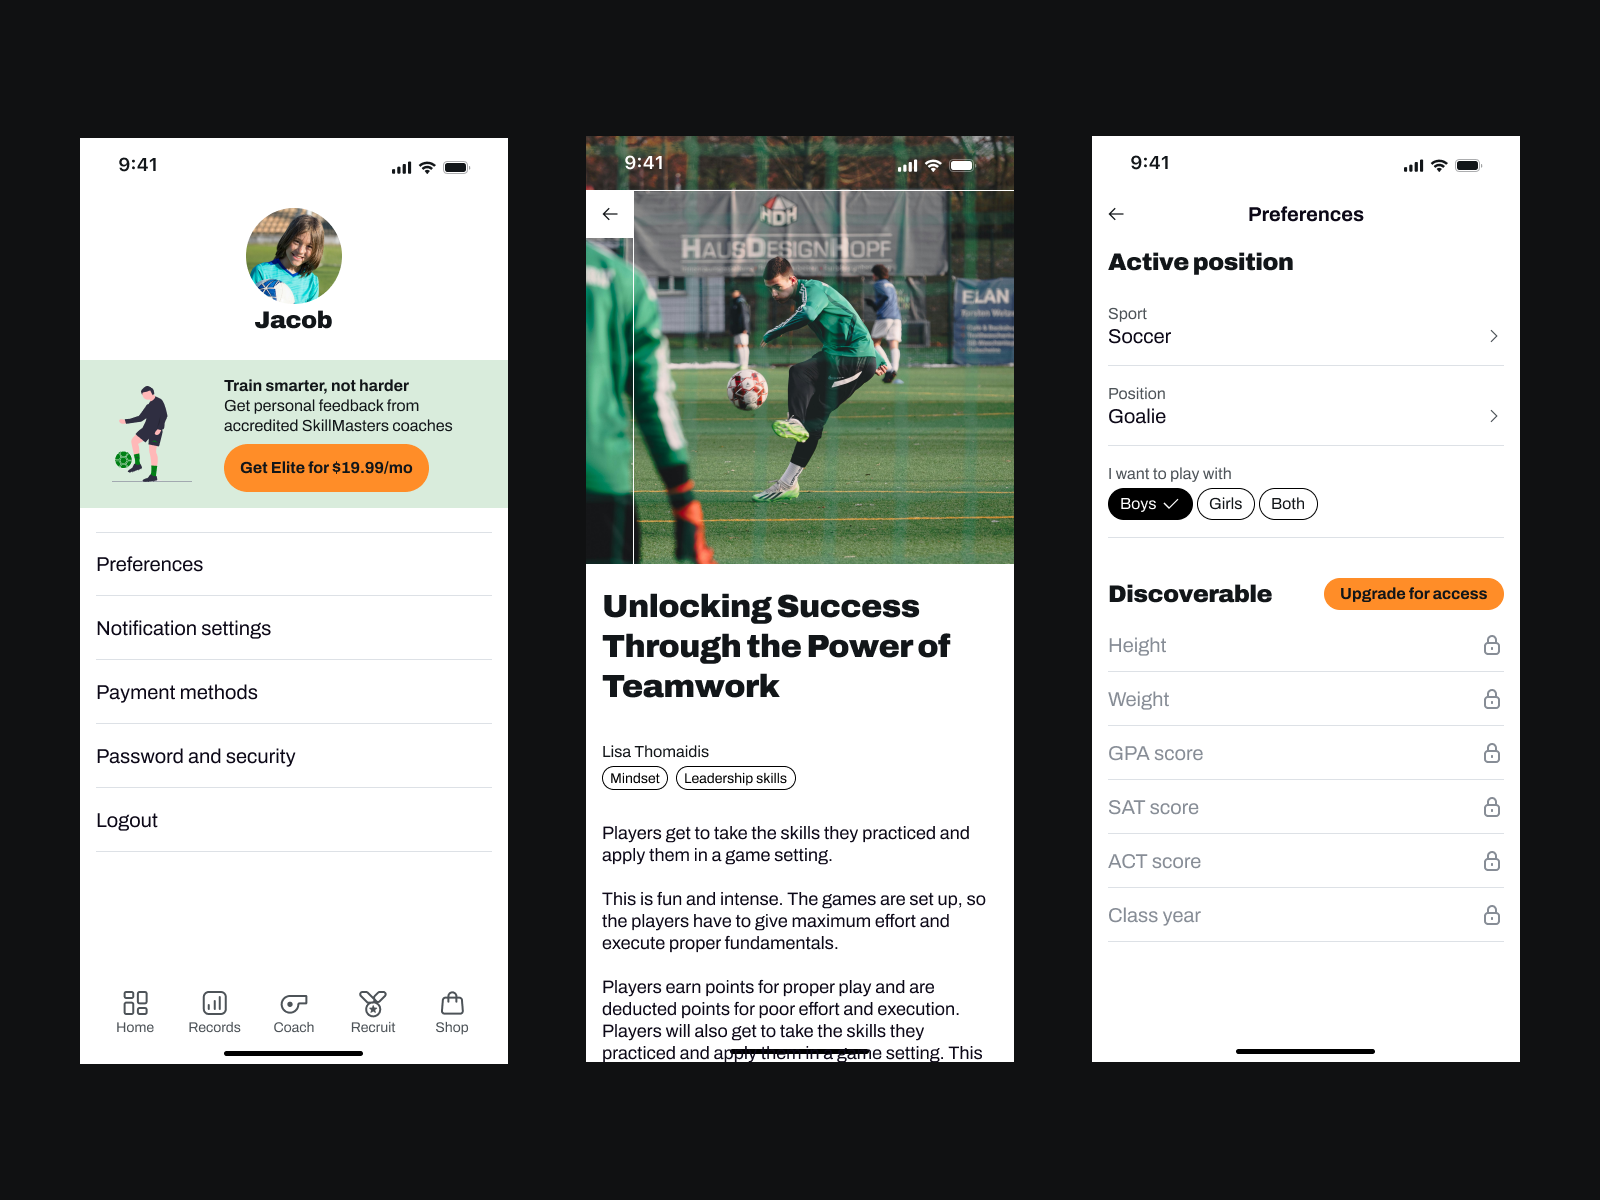 9:41
Jacob
Train smarter, not harder
Get personal feedback from
accredited SkillMasters coaches
Get Elite for $19.99/mo
Preferences
Notification settings
Payment methods
Password and security
Logout
Home
Records
Coach
Recruit
Shop
9:41
HDH
HAUSDESIGNHOPF
ELAN
Unlocking Success
Through the Power of
Teamwork
Lisa Thomaidis
Mindset
Leadership skills
Players get to take the skills they practiced and
apply them in a game setting.
This is fun and intense. The games are set up, so
the players have to give maximum effort and
execute proper fundamentals.
Players earn points for proper play and are
deducted points for poor effort and execution.
Players will also get to take the skills they
practiced and apply them in a game setting. This
9:41
Preferences
Active position
Sport
Soccer
Position
Goalie
I want to play with
Boys
Girls
Both
Discoverable
Upgrade for access
Height
Weight
GPA score
SAT score
ACT score
Class year